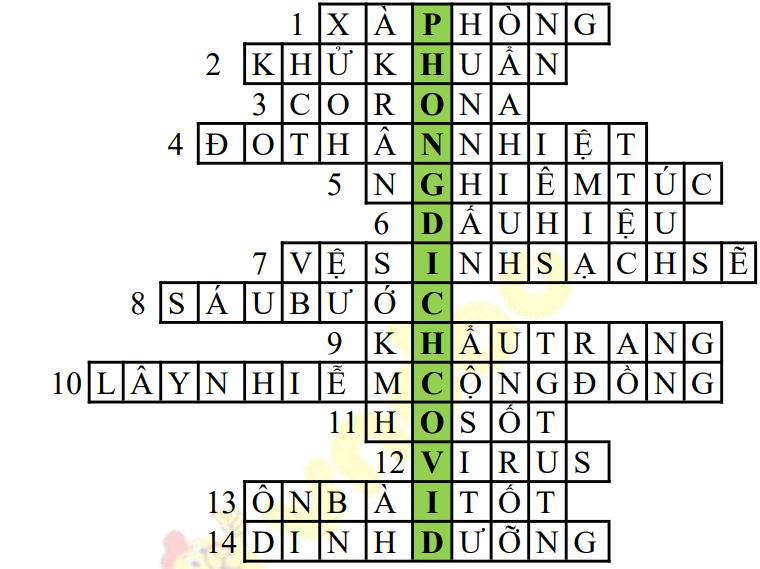 1 X À P H Ò N G
2 K H Ử K H U Ẩ N
3 C O R O N A
4 Đ O T H Â N N H I Ệ T
5 N G H I Ê M T Ú C
6 D Ấ U H I Ệ U
7 V Ệ S I N H S Ạ C H S Ẽ
8 S Á U B Ư Ớ C
9 K H Ẩ U T R A N G
10 L Â Y N H I Ễ M C Ộ N G Đ Ồ N G
11 H O S Ố T
12 V I R U S
13 Ô N B À I T Ố T
14 D I N H D Ư Ỡ N G